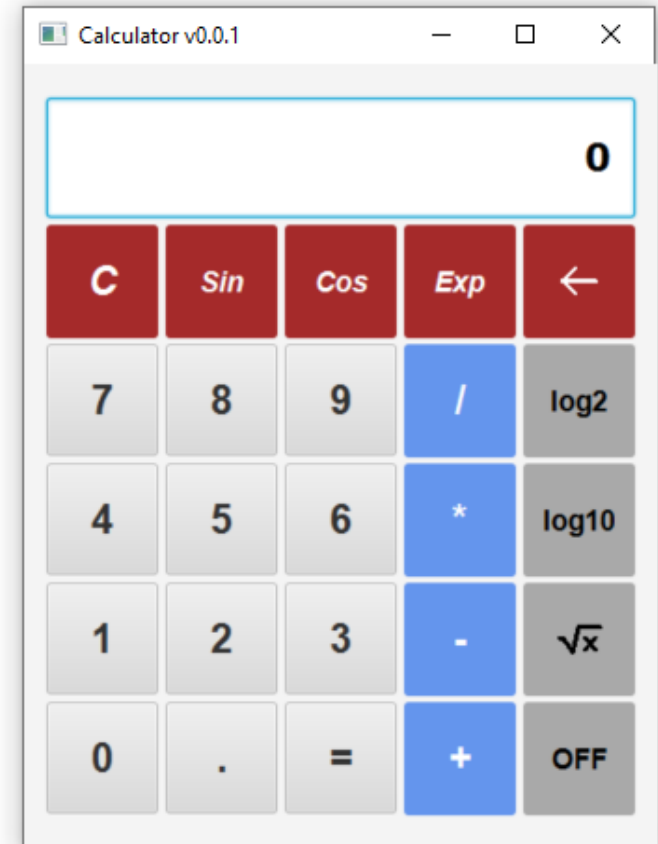 Calculator v0.0.1
0
C Sin Cos Exp ←
7 8 9 / log2
4 5 6 * log10
1 2 3 - √x
0 . = + OFF